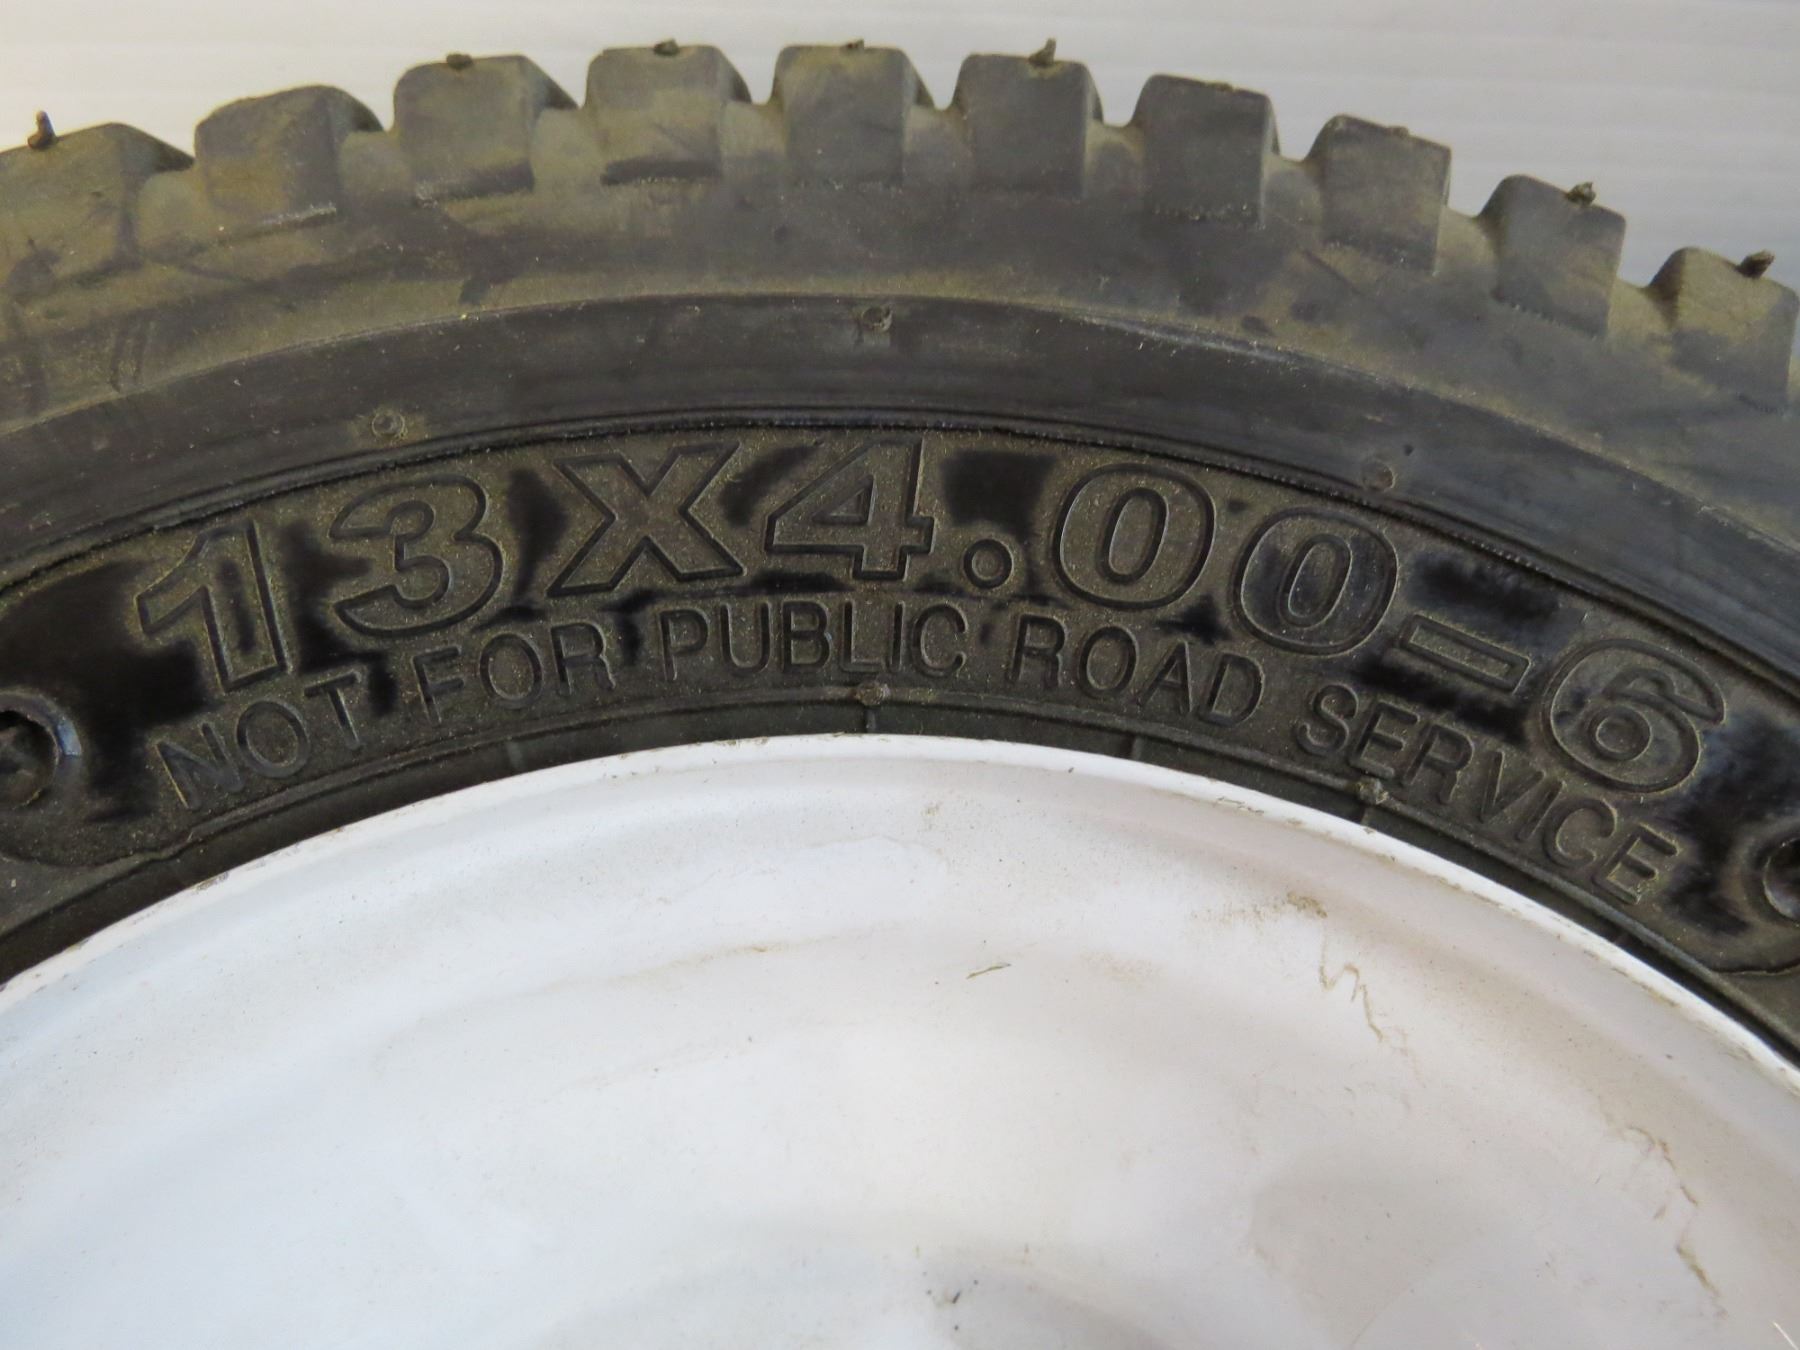 13X4.00-6
NOT FOR PUBLIC ROAD SERVICE